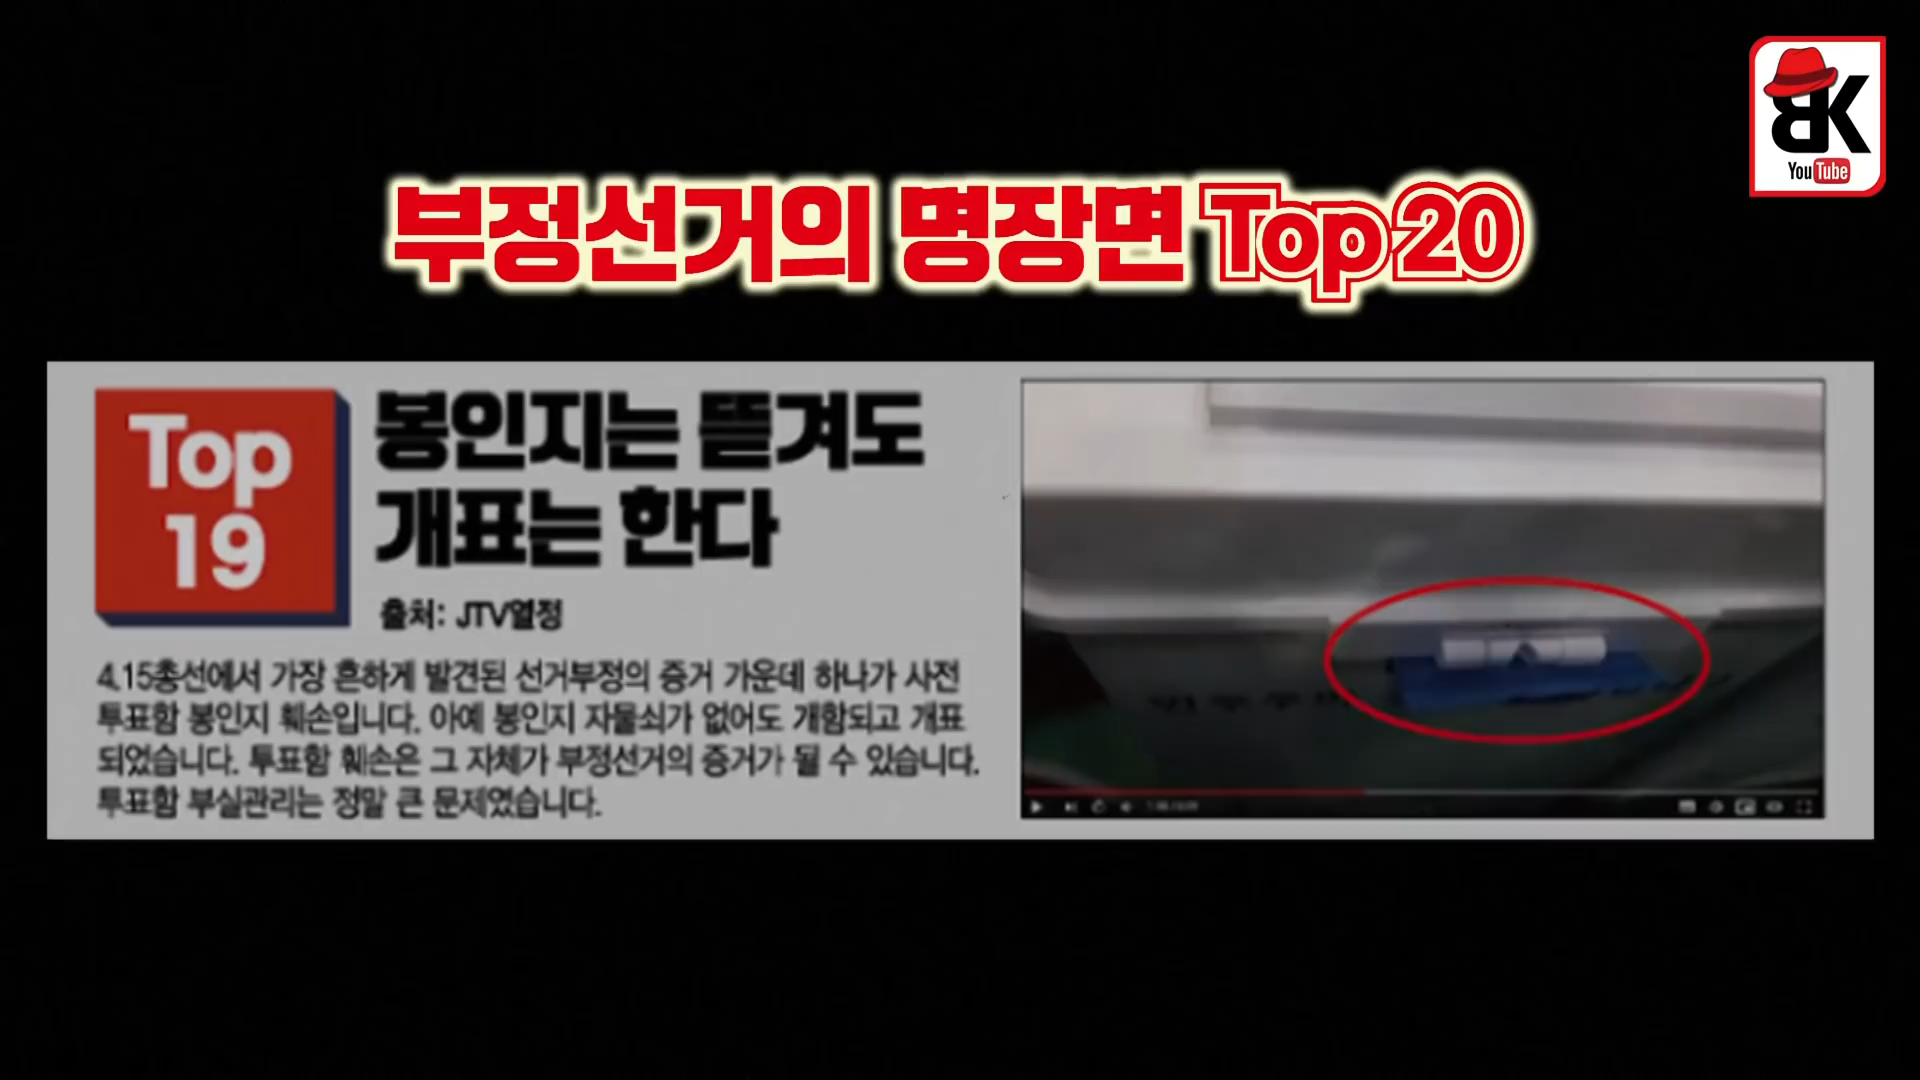 BK
YouTube
부정선거의 명장면 Top 20
Top
19
봉인지는 뜯겨도
개표는 한다
출처: JTV열정
4.15총선에서 가장 흔하게 발견된 선거부정의 증거 가운데 하나가 사전
투표함 봉인지 훼손입니다. 아예 봉인지 자물쇠가 없어도 개함되고 개표
되었습니다. 투표함 훼손은 그 자체가 부정선거의 증거가 될 수 있습니다.
투표함 부실관리는 정말 큰 문제였습니다.